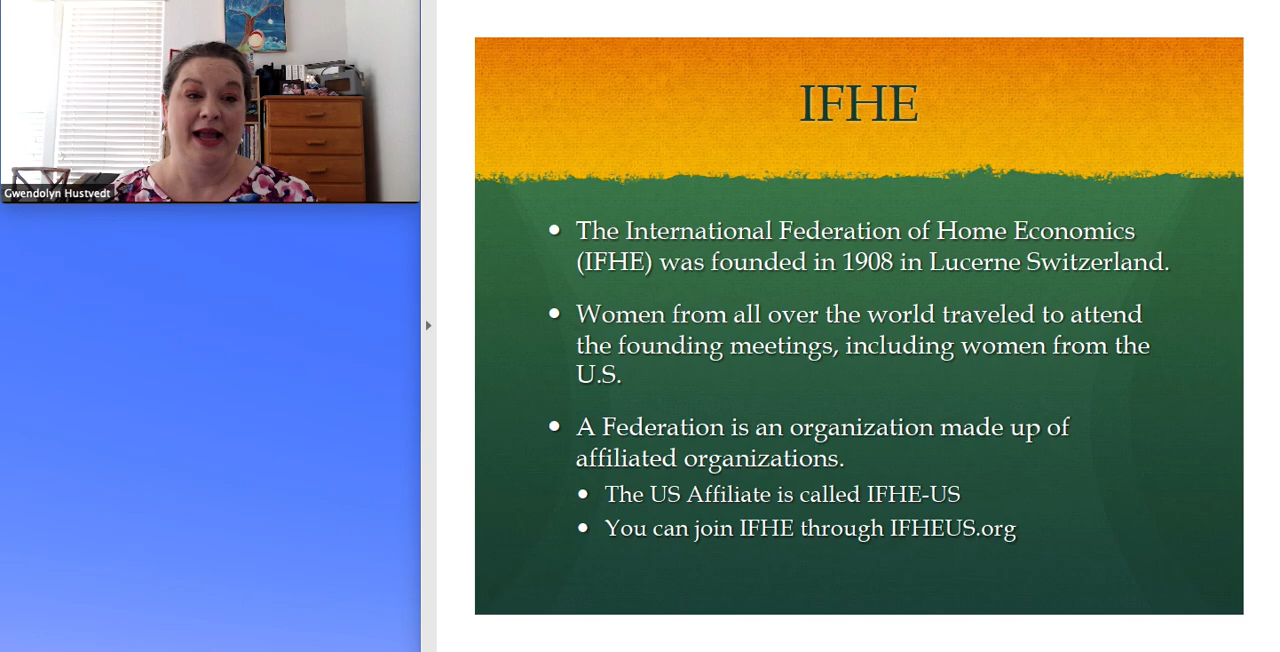 Gwendolyn Hustvedt
IFHE
• The International Federation of Home Economics
(IFHE) was founded in 1908 in Lucerne Switzerland.
• Women from all over the world traveled to attend
the founding meetings, including women from the
U.S.
• A Federation is an organization made up of
affiliated organizations.
• The US Affiliate is called IFHE-US
• You can join IFHE through IFHEUS.org